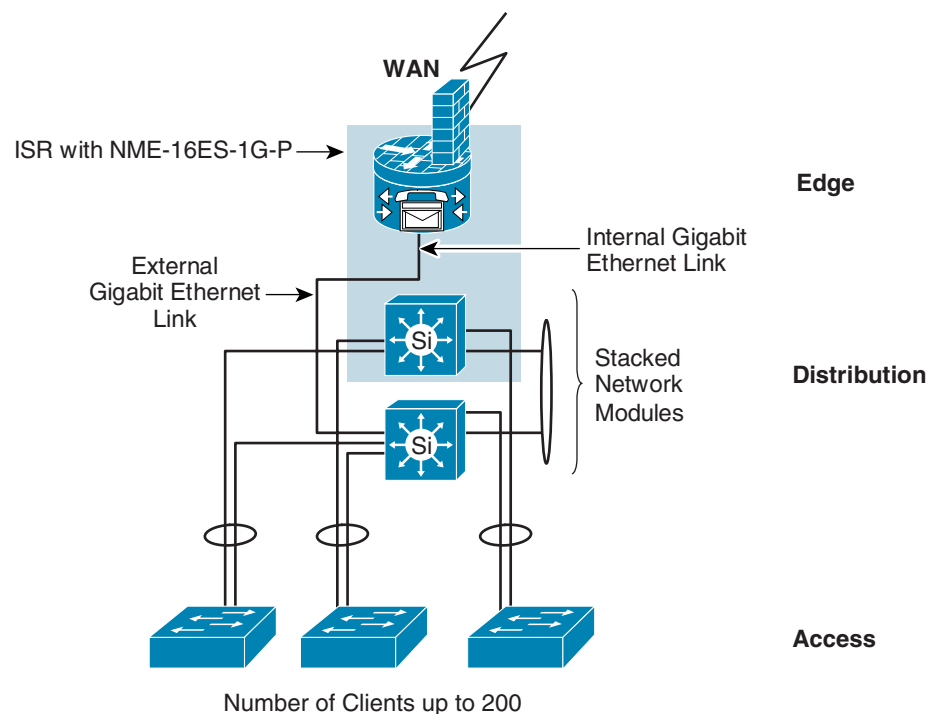 WAN
ISR with NME-16ES-1G-P
Edge
Internal Gigabit
Ethernet Link
External
Gigabit Ethernet
Link
Si
Stacked
Network
Modules
Distribution
Si
Access
Number of Clients up to 200